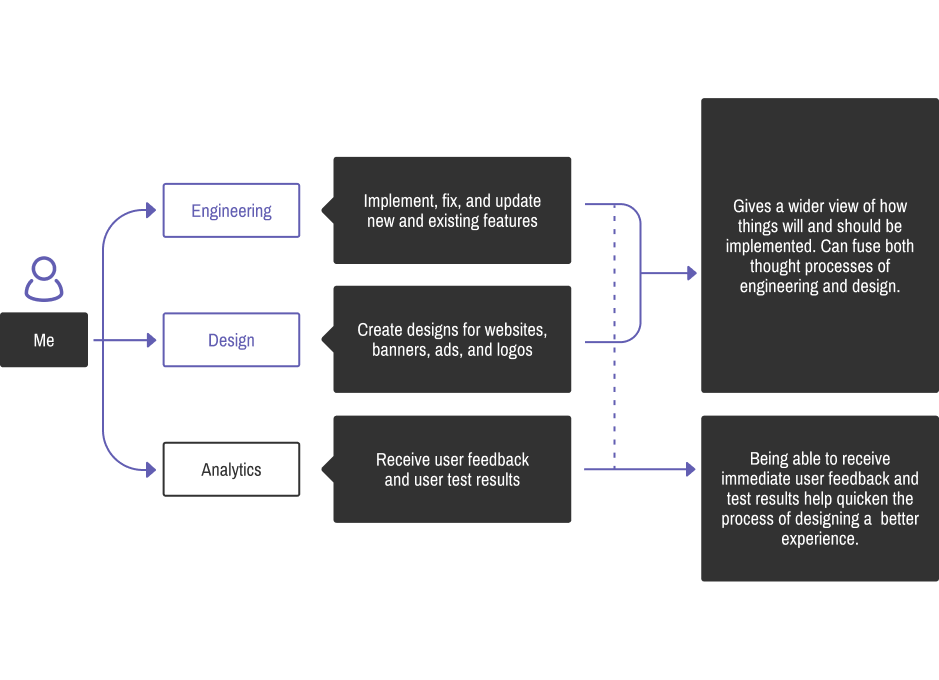 Me
Engineering
Implement, fix, and update
new and existing features
Design
Create designs for websites,
banners, ads, and logos
Analytics
Receive user feedback
and user test results
Gives a wider view of how
things will and should be
implemented. Can fuse both
thought processes of
engineering and design.
Being able to receive
immediate user feedback and
test results help quicken the
process of designing a  better
experience.